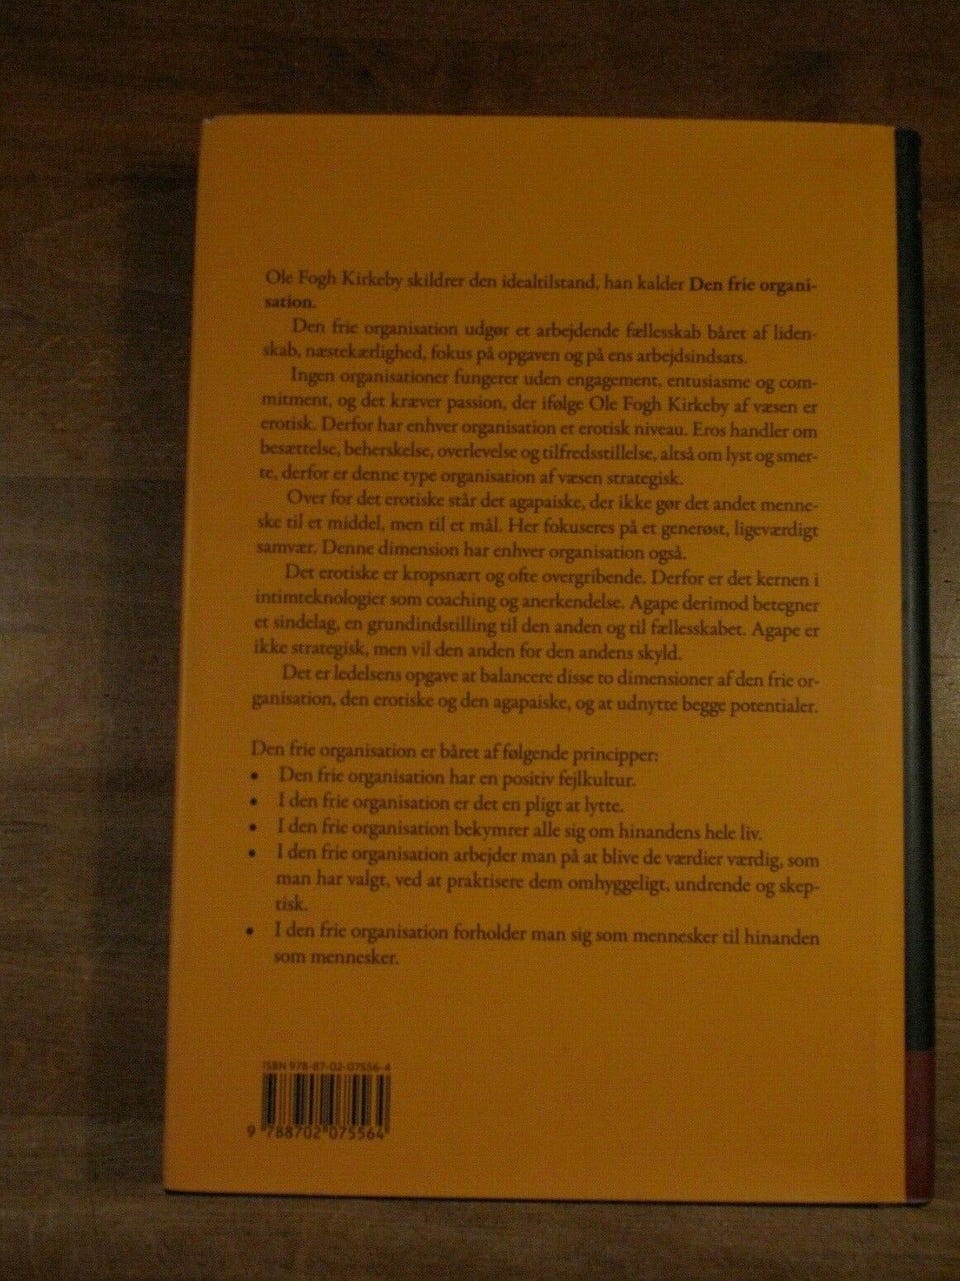 Ole Fogh Kirkeby skildrer den idealtilstand, han kalder Den frie organi-
sation.
Den frie organisation udgør et arbejdende fællesskab båret af liden-
skab, næstekærlighed, fokus på opgaven og på ens arbejdsindsats.
Ingen organisationer fungerer uden engagement, entusiasme og com-
mitment, og det kræver passion, der ifølge Ole Fogh Kirkeby af væsen er
erotisk. Derfor har enhver organisation et erotisk niveau. Eros handler om
besættelse, beherskelse, overlevelse og tilfredsstillelse, altså om lyst og smer-
te, derfor er denne type organisation af væsen strategisk.
Over for det erotiske står det agapaiske, der ikke gør det andet menne-
ske til et middel, men til et mål. Her fokuseres på et generøst, ligeværdigt
samvær. Denne dimension har enhver organisation også.
Det erotiske er kropsnært og ofte overgribende. Derfor er det kernen i
intimteknologier som coaching og anerkendelse. Agape derimod betegner
et sindelag, en grundindstilling til den anden og til fællesskabet. Agape er
ikke strategisk, men vil den anden for den andens skyld.
Det er ledelsens opgave at balancere disse to dimensioner af den frie or-
ganisation, den erotiske og den agapaiske, og at udnytte begge potentialer.
Den frie organisation er båret af følgende principper:
• Den frie organisation har en positiv fejlkultur.
• I den frie organisation er det en pligt at lytte.
• I den frie organisation bekymrer alle sig om hinandens hele liv.
• I den frie organisation arbejder man på at blive de værdier værdig, som
man har valgt, ved at praktisere dem omhyggeligt, undrende og skep-
tisk.
• I den frie organisation forholder man sig som mennesker til hinanden
som mennesker.
ISBN 978-87-02-07556-4
9 788702 075564